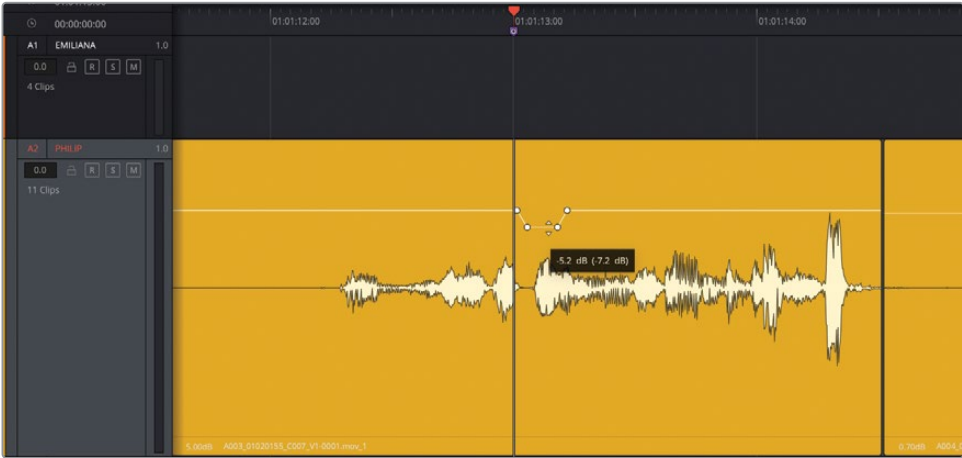 00:00:00:00
01:01:12:00 01:01:13:00 01:01:14:00
A1 EMILIANA 1.0
0.0 R S M
4 Clips
A2 PHILIP 1.0
0.0 R S M
11 Clips
-5.2 dB (-7.2 dB)
5.00dB A003_01020155_C007_V1-0001.mov_1
0.70dB